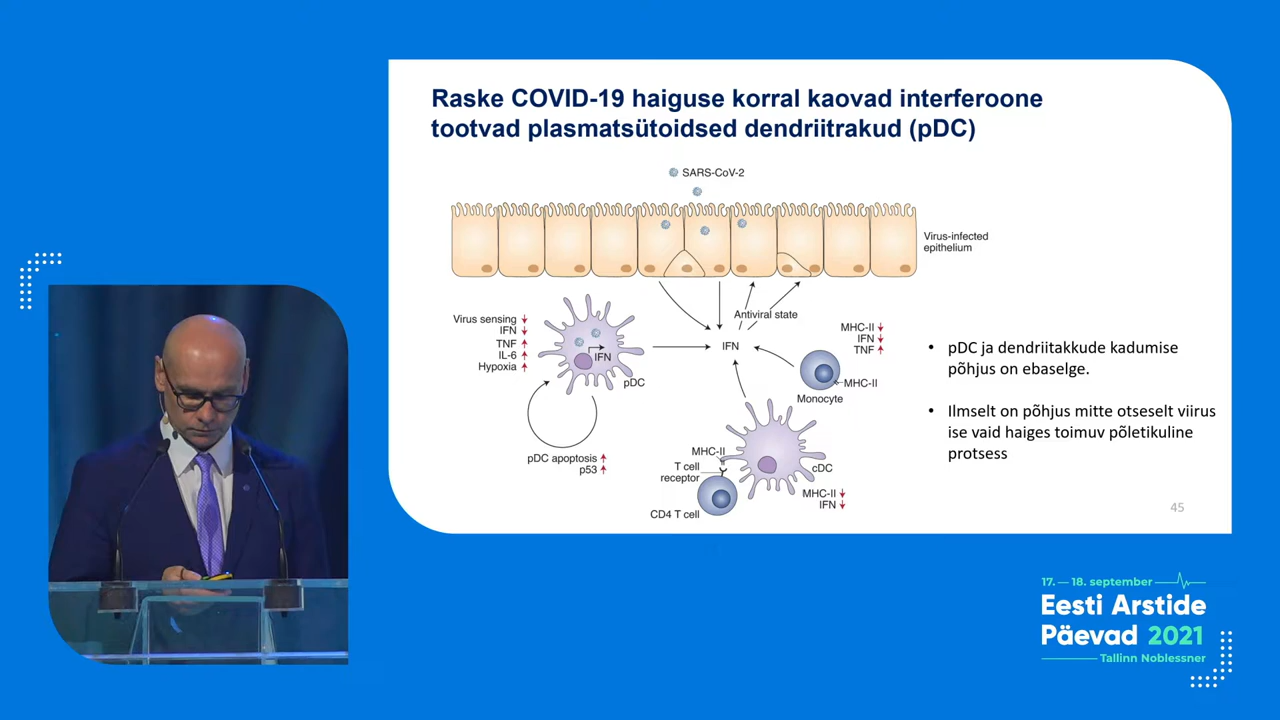 Raske COVID-19 haiguse korral kaovad interferoone
tootvad plasmatsütoidsed dendriitrakud (pDC)
SARS-CoV-2
Virus-infected
epithelium
Antiviral state
Virus sensing ↓
IFN ↓
TNF ↑
IL-6 ↑
Hypoxia ↑
IFN
pDC
IFN
MHC-II ↓
IFN ↓
TNF ↑
MHC-II
Monocyte
pDC apoptosis ↑
p53 ↑
MHC-II
T cell
receptor
cDC
MHC-II ↓
IFN ↓
CD4 T cell
• pDC ja dendriitakkude kadumise
põhjus on ebaselge.
• Ilmselt on põhjus mitte otseselt viirus
ise vaid haiges toimuv põletikuline
protsess
45
17. — 18. september
Eesti Arstide
Päevad 2021
Tallinn Noblessner